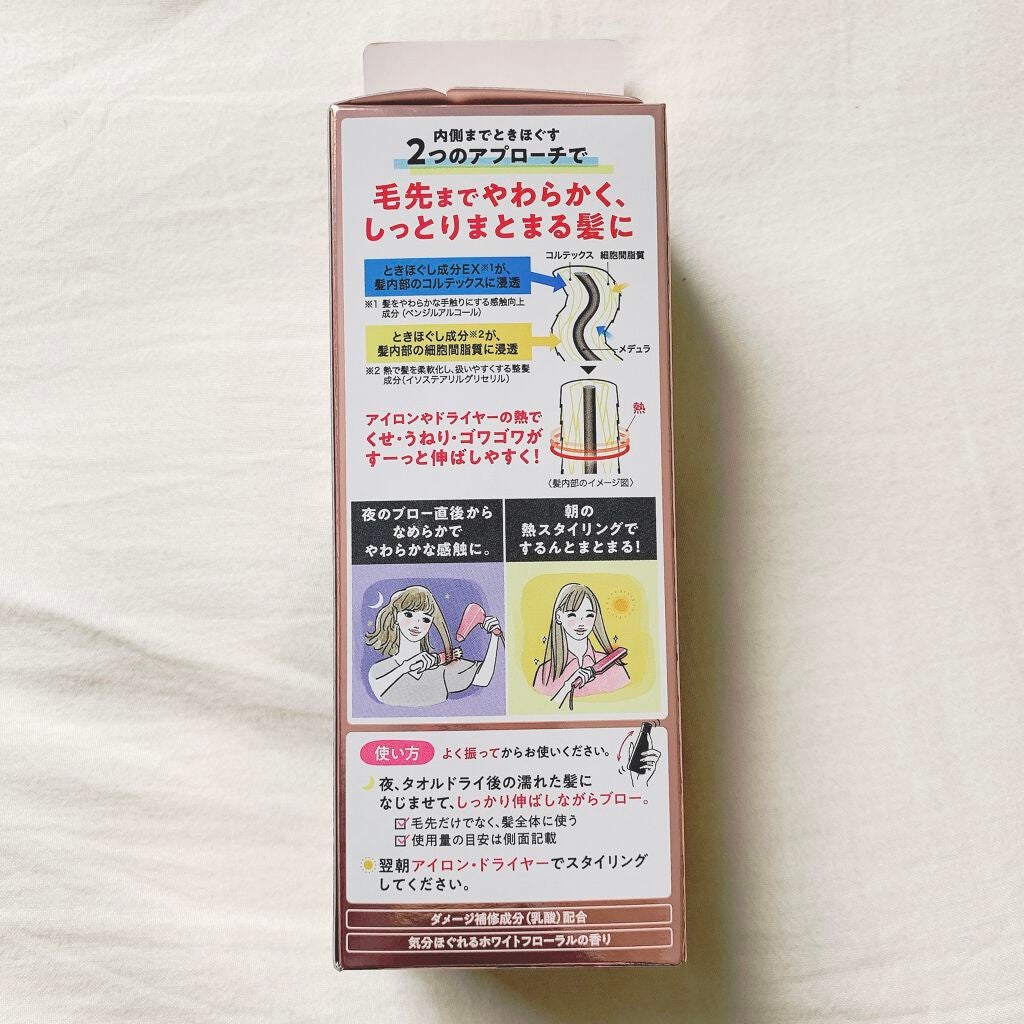 内側までときほぐす
2つのアプローチで
毛先までやわらかく、
しっとりまとまる髪に
コルテックス 細胞間脂質
ときほぐし成分EX※1が、
髪内部のコルテックスに浸透
※1 髪をやわらかな手触りにする感触向上
成分（ベンジルアルコール）
ときほぐし成分※2が、
髪内部の細胞間脂質に浸透
メデュラ
※2 熱で髪を柔軟化し、扱いやすくする整髪
成分（イソステアリルグリセリル）
熱
アイロンやドライヤーの熱で
くせ・うねり・ゴワゴワが
すーっと伸ばしやすく！
〈髪内部のイメージ図〉
夜のブロー直後から
なめらかで
やわらかな感触に。
朝の
熱スタイリングで
するんとまとまる！
使い方 よく振ってからお使いください。
夜、タオルドライ後の濡れた髪に
なじませて、しっかり伸ばしながらブロー。
毛先だけでなく、髪全体に使う
使用量の目安は側面記載
翌朝アイロン・ドライヤーでスタイリング
してください。
ダメージ補修成分（乳酸）配合
気分ほぐれるホワイトフローラルの香り